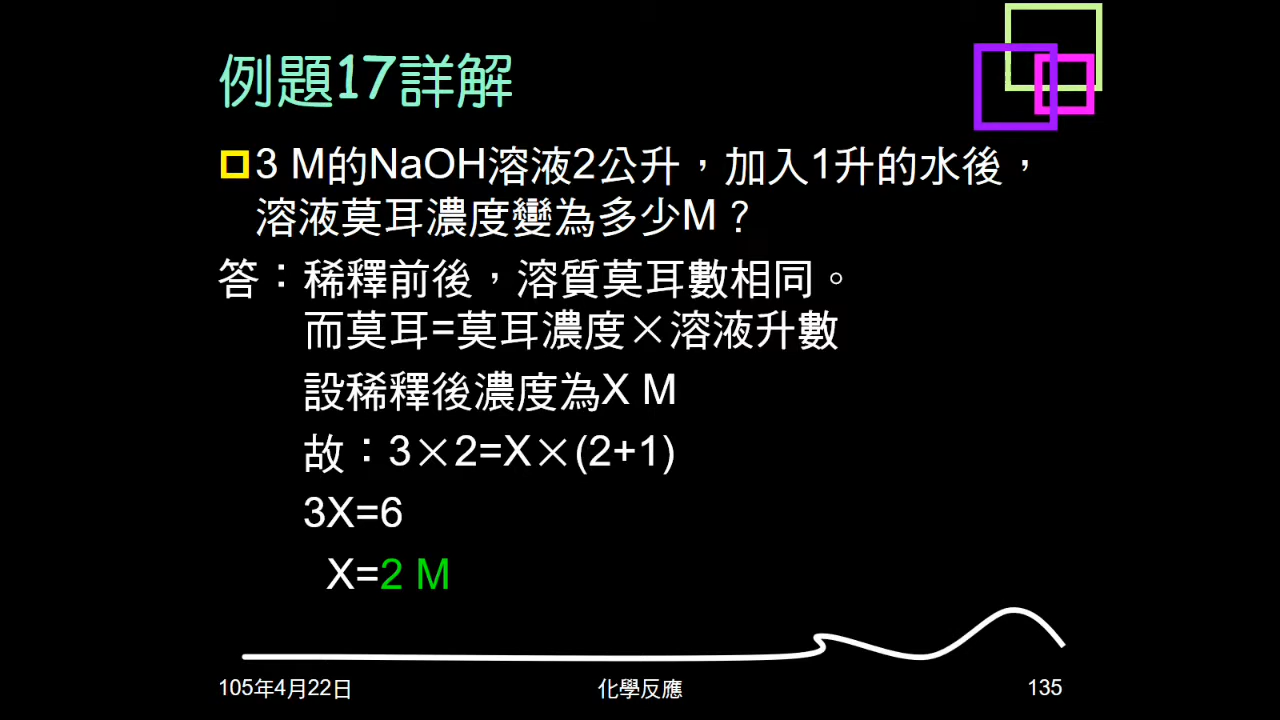 例題17詳解
3 M的NaOH溶液2公升，加入1升的水後，
溶液莫耳濃度變為多少M？
答：稀釋前後，溶質莫耳數相同。
而莫耳=莫耳濃度×溶液升數
設稀釋後濃度為X M
故：3×2=X×(2+1)
3X=6
X=2 M
105年4月22日
化學反應
135